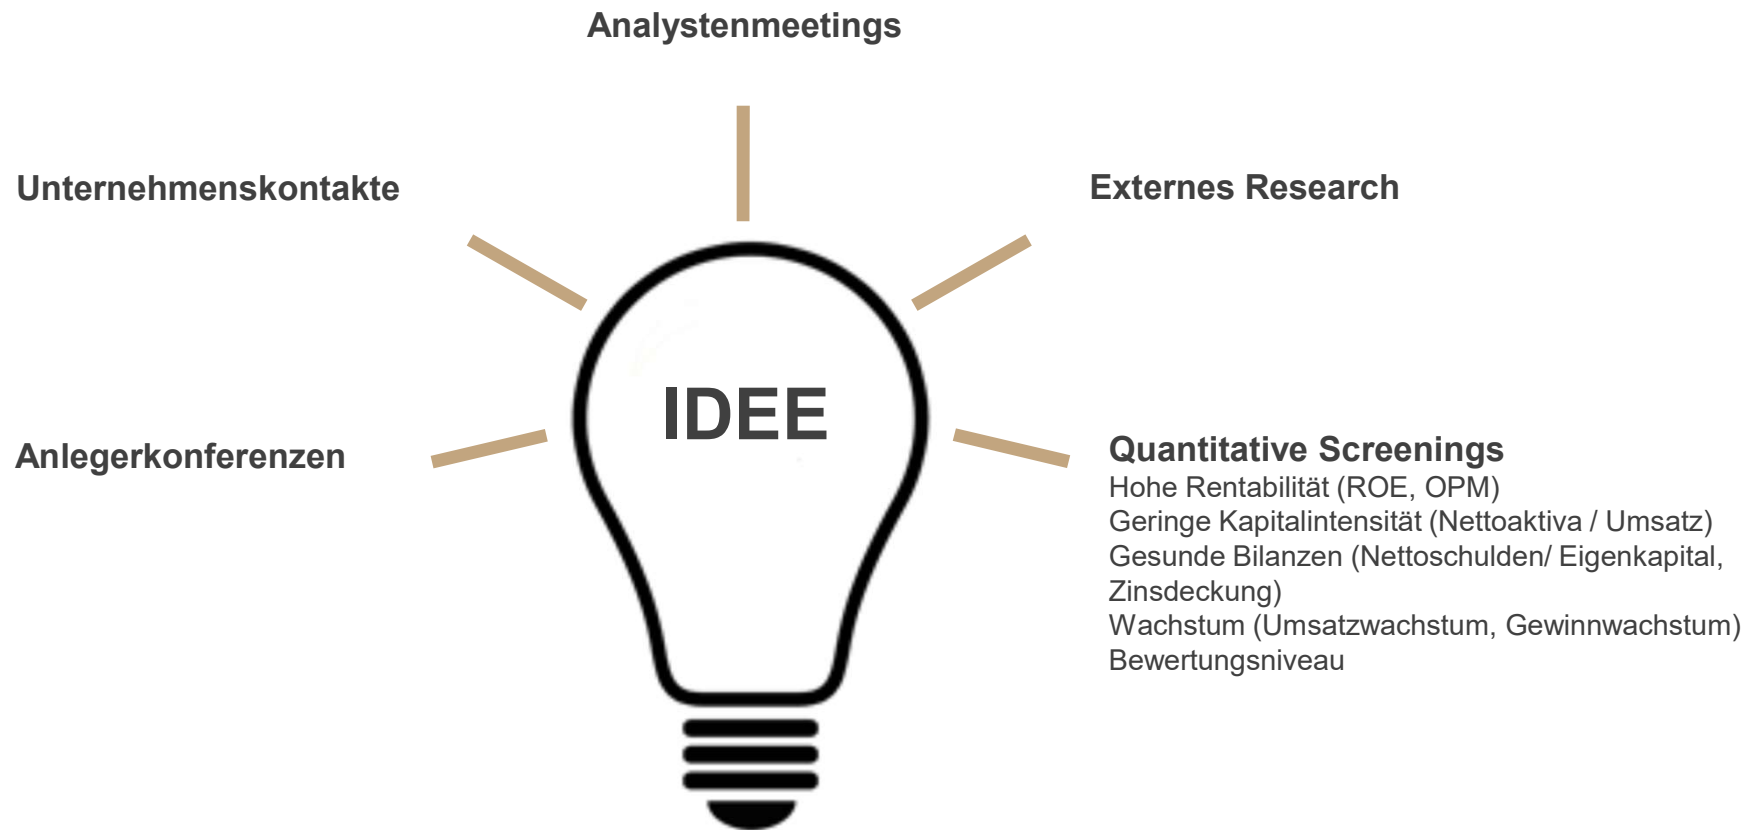 Analystenmeetings
Unternehmenskontakte
Externes Research
IDEE
Anlegerkonferenzen
Quantitative Screenings
Hohe Rentabilität (ROE, OPM)
Geringe Kapitalintensität (Nettoaktiva / Umsatz)
Gesunde Bilanzen (Nettoschulden/ Eigenkapital,
Zinsdeckung)
Wachstum (Umsatzwachstum, Gewinnwachstum)
Bewertungsniveau